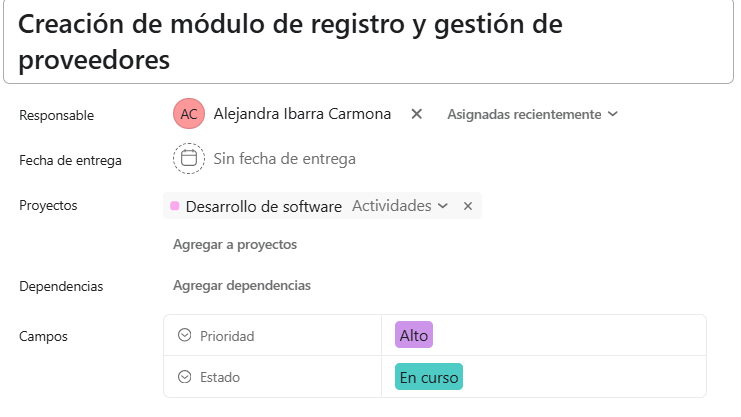 Creación de módulo de registro y gestión de
proveedores
Responsable AC Alejandra Ibarra Carmona Asignadas recientemente
Fecha de entrega Sin fecha de entrega
Proyectos Desarrollo de software Actividades
Agregar a proyectos
Dependencias Agregar dependencias
Campos Prioridad Alto
Estado En curso